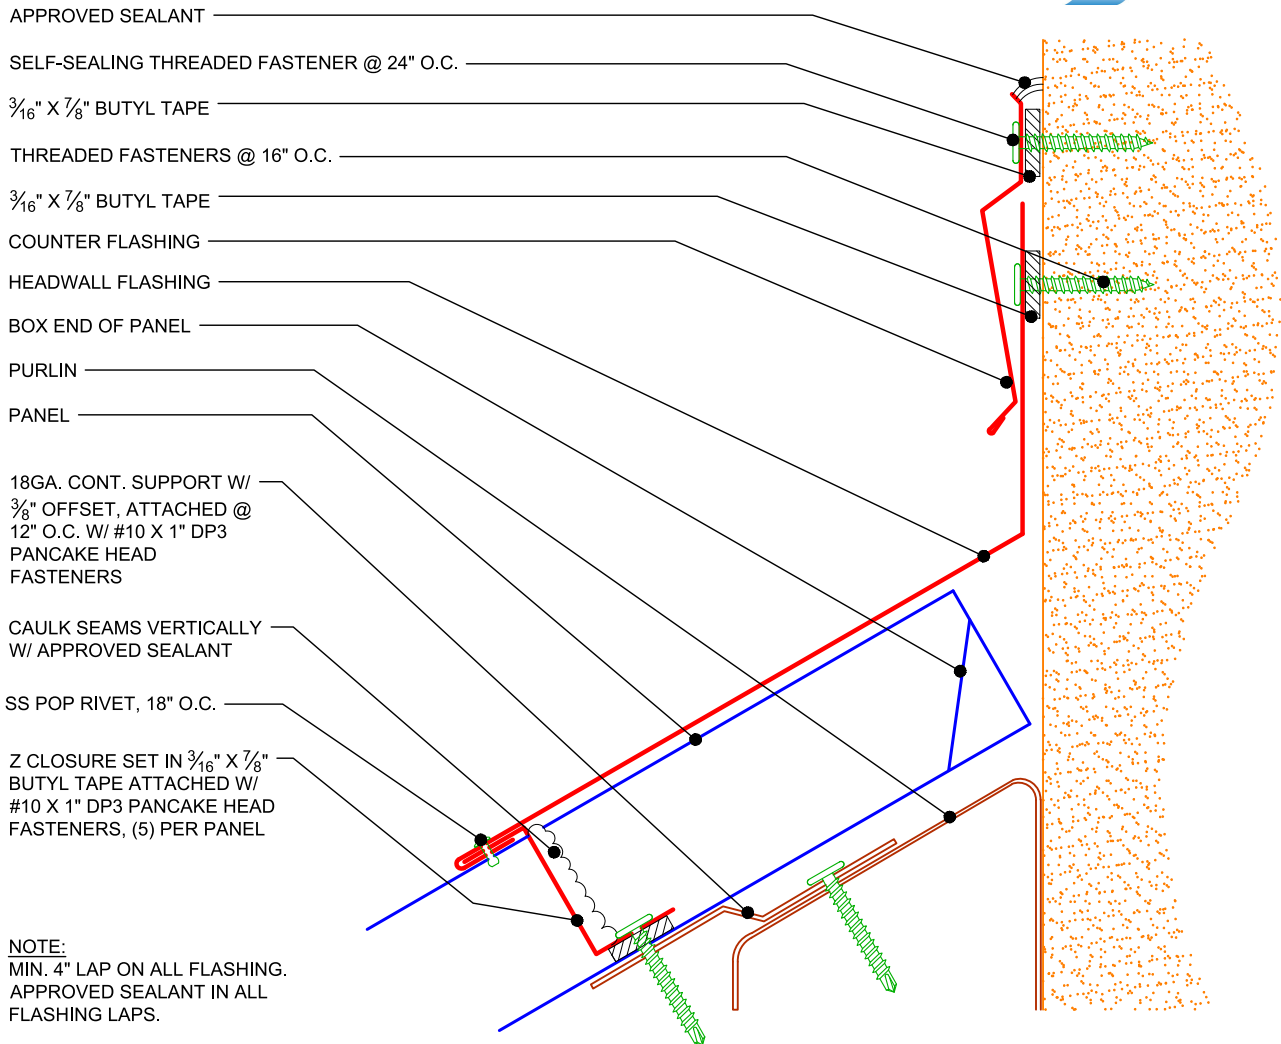 APPROVED SEALANT
SELF-SEALING THREADED FASTENER @ 24" O.C.
3⁄16" X 7⁄8" BUTYL TAPE
THREADED FASTENERS @ 16" O.C.
3⁄16" X 7⁄8" BUTYL TAPE
COUNTER FLASHING
HEADWALL FLASHING
BOX END OF PANEL
PURLIN
PANEL
18GA. CONT. SUPPORT W/
3⁄8" OFFSET, ATTACHED @
12" O.C. W/ #10 X 1" DP3
PANCAKE HEAD
FASTENERS
CAULK SEAMS VERTICALLY
W/ APPROVED SEALANT
SS POP RIVET, 18" O.C.
Z CLOSURE SET IN 3⁄16" X 7⁄8"
BUTYL TAPE ATTACHED W/
#10 X 1" DP3 PANCAKE HEAD
FASTENERS, (5) PER PANEL
NOTE:
MIN. 4" LAP ON ALL FLASHING.
APPROVED SEALANT IN ALL
FLASHING LAPS.